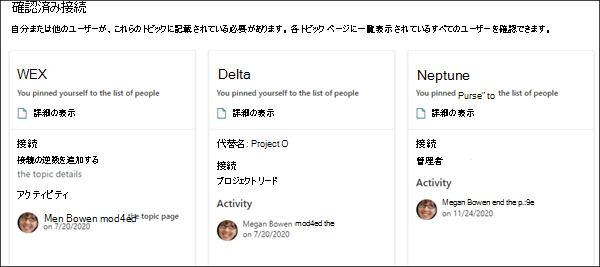 確認済み接続
自分または他のユーザーが、これらのトピックに記載されている必要があります。各トピックページに一覧表示されているすべてのユーザーを確認できます。
WEX
You pinned yourself to the list of people
詳細の表示
接続
接験の逆数を追加する
the topic details
アクティビティ
Men Bowen mod4ed the topic page
on 7/20/2020
Delta
You pinned yourself to the list of people
詳細の表示
代替名: Project O
接続
プロジェクトリード
Activity
Megan Bowen mod4ed the
on 7/20/2020
Neptune
You pinned Purse" to the list of people
詳細の表示
接続
管理者
Activity
Megan Bowen end the p.:9e
on 11/24/2020